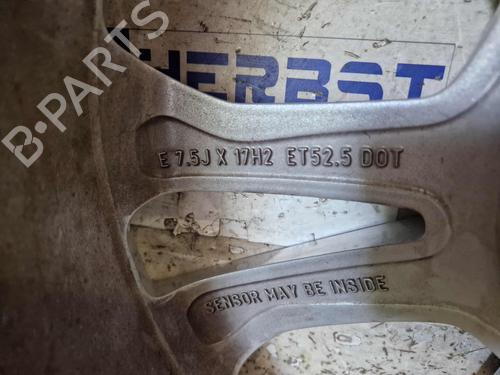 HERBST
B-PARTS
E 7.5J X 17H2 ET52.5 DOT
SENSOR MAY BE INSIDE